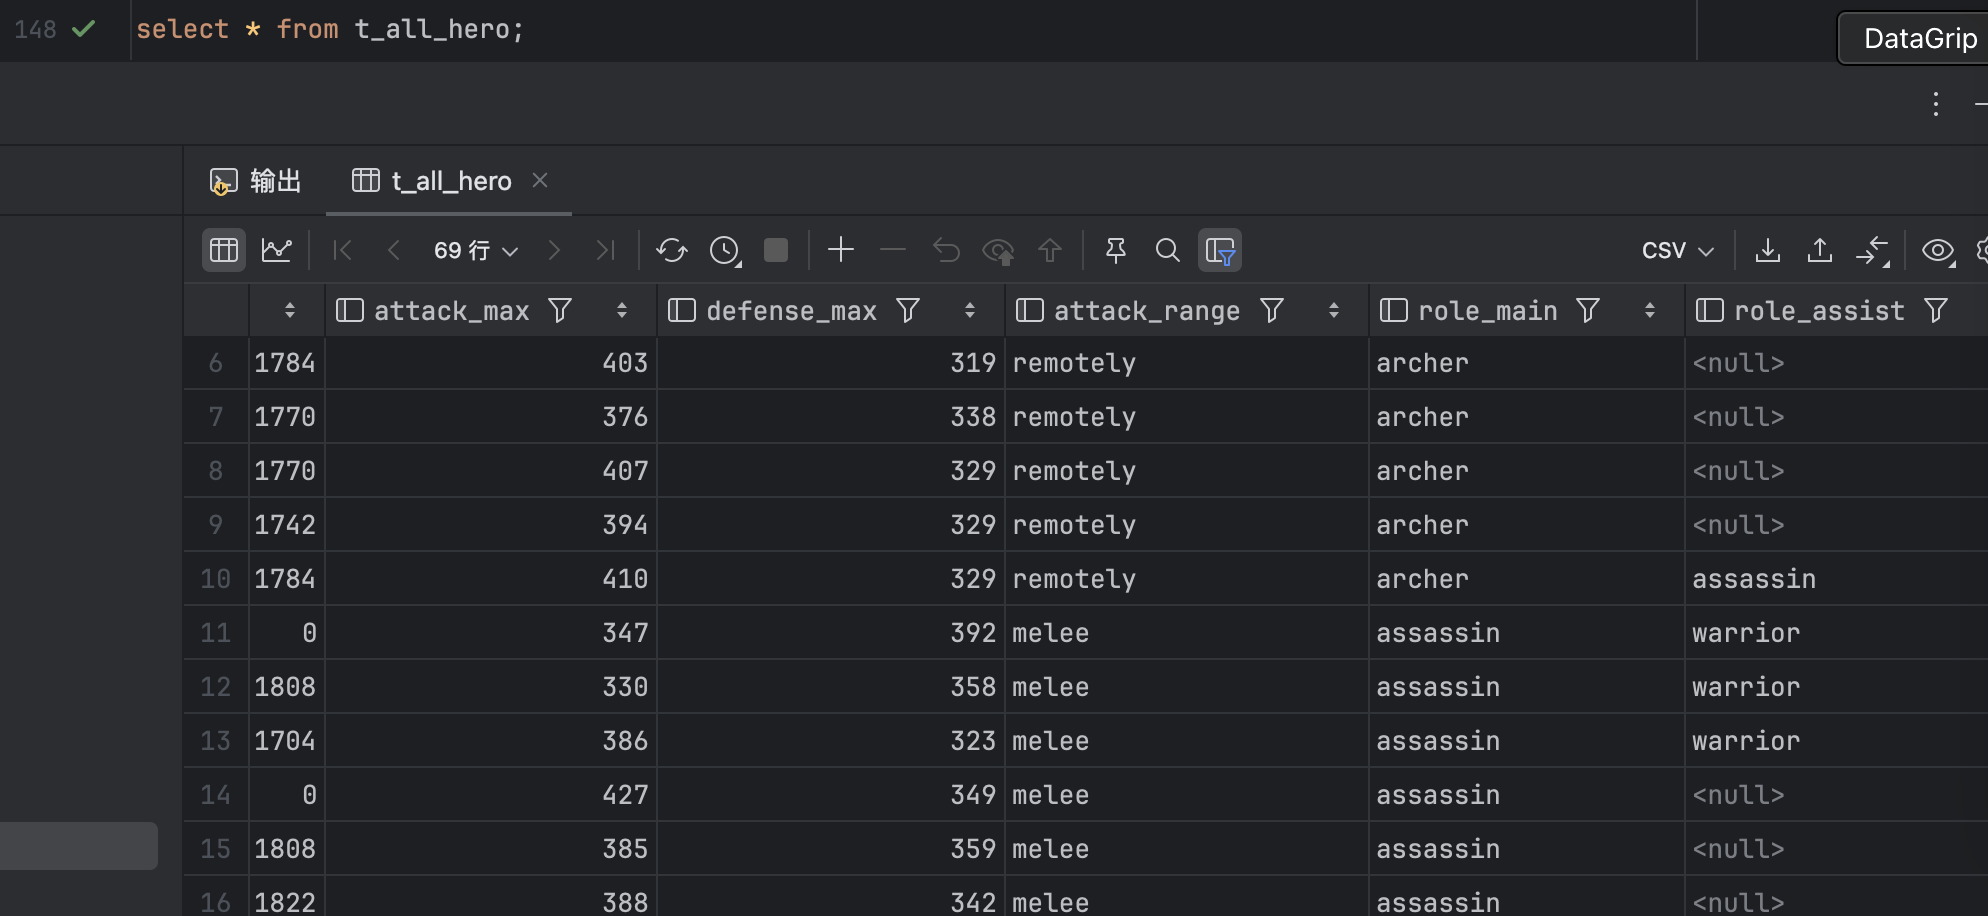 148 select * from t_all_hero;
DataGrip
输出 t_all_hero
69 行 CSV
attack_max defense_max attack_range role_main role_assist
6 1784 403 319 remotely archer <null>
7 1770 376 338 remotely archer <null>
8 1770 407 329 remotely archer <null>
9 1742 394 329 remotely archer <null>
10 1784 410 329 remotely archer assassin
11 0 347 392 melee assassin warrior
12 1808 330 358 melee assassin warrior
13 1704 386 323 melee assassin warrior
14 0 427 349 melee assassin <null>
15 1808 385 359 melee assassin <null>
16 1822 388 342 melee assassin <null>